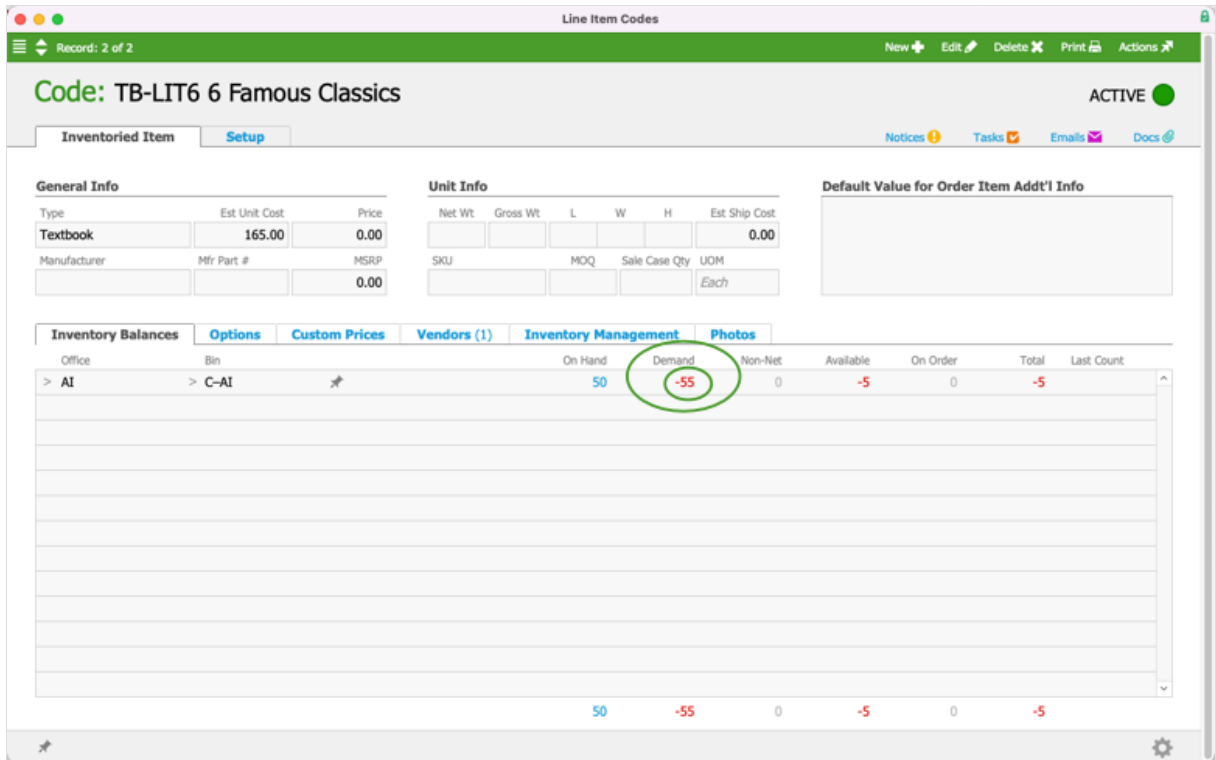 Line Item Codes
Record: 2 of 2 New Edit Delete Print Actions
Code: TB-LIT6 6 Famous Classics ACTIVE
Inventoried Item Setup Notices Tasks Emails Docs
General Info Unit Info Default Value for Order Item Addt'l Info
Type Est Unit Cost Price Net Wt Gross Wt L W H Est Ship Cost
Textbook 165.00 0.00 0.00
Manufacturer Mfr Part # MSRP SKU MOQ Sale Case Qty UOM
0.00 Each
Inventory Balances Options Custom Prices Vendors (1) Inventory Management Photos
Office Bin On Hand Demand Non-Net Available On Order Total Last Count
> AI > C–AI 50 -55 0 -5 0 -5
50 -55 0 -5 0 -5